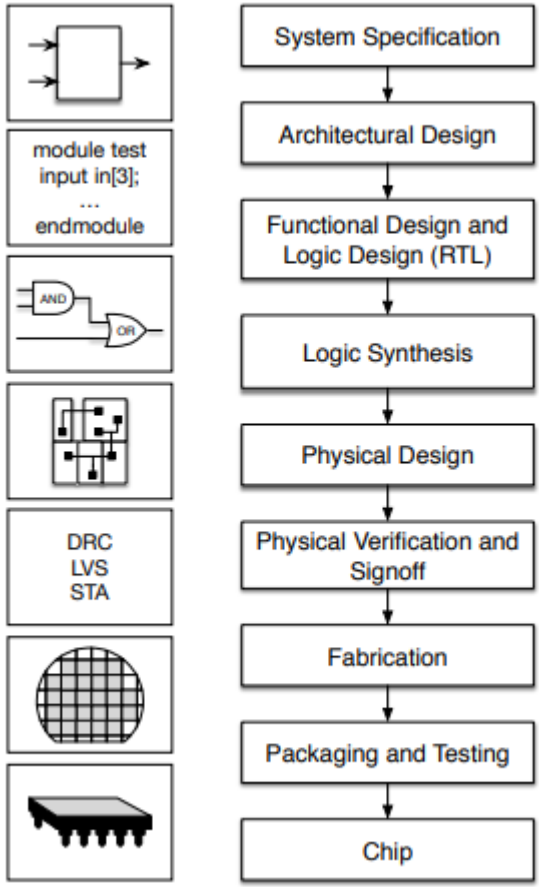 System Specification
Architectural Design
module test
input in[3];
...
endmodule
Functional Design and
Logic Design (RTL)
AND
OR
Logic Synthesis
Physical Design
DRC
LVS
STA
Physical Verification and
Signoff
Fabrication
Packaging and Testing
Chip